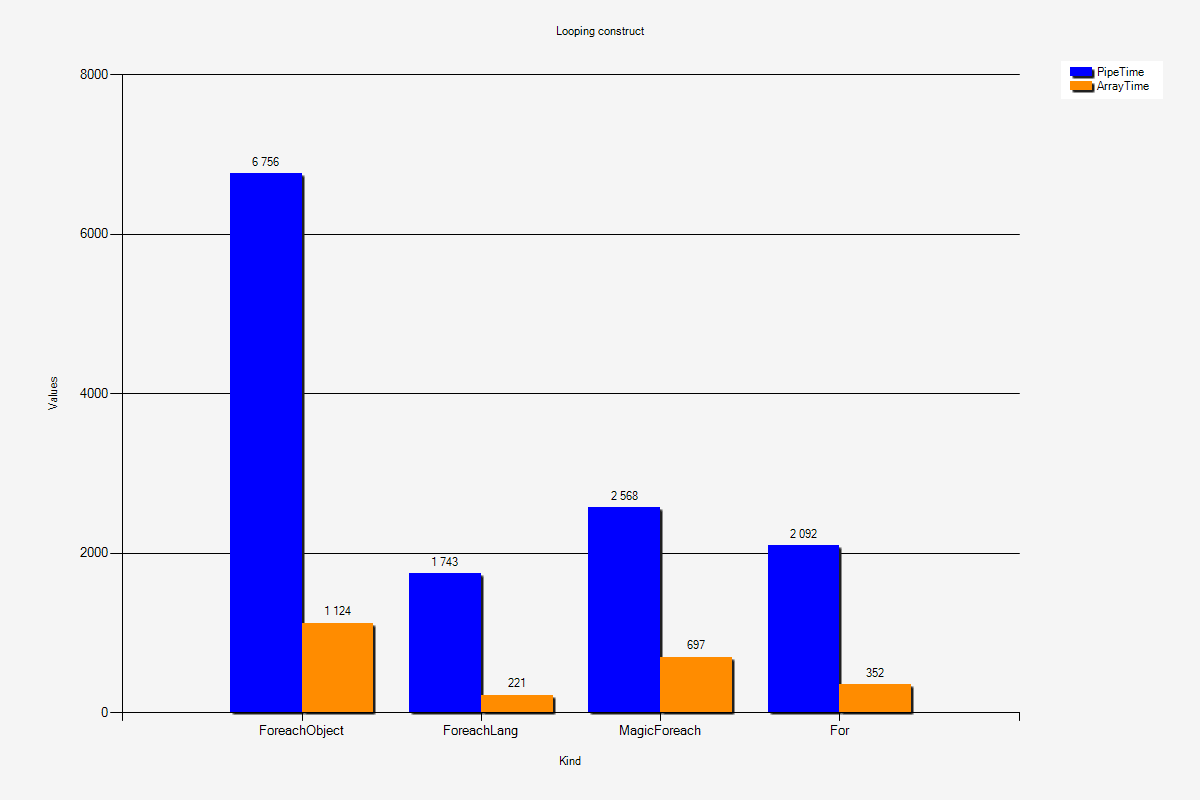 Looping construct
PipeTime
ArrayTime
8000
6000
4000
2000
0
Values
6 756
1 124
1 743
221
2 568
697
2 092
352
ForeachObject
ForeachLang
MagicForeach
For
Kind